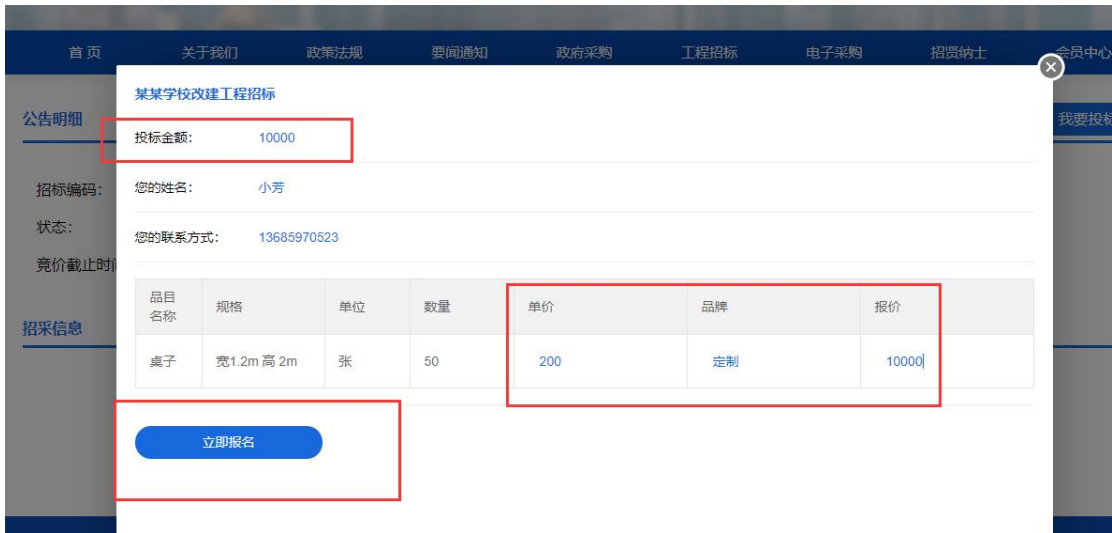 首页 关于我们 政策法规 要闻通知 政府采购 工程招标 电子采购 招贤纳士 会员中心
某某学校改建工程招标
公告明细 我要投标
投标金额： 10000
招标编码：
您的姓名： 小芳
状态：
您的联系方式： 13685970523
竞价截止时间
品目名称 规格 单位 数量 单价 品牌 报价
招采信息
桌子 宽1.2m 高 2m 张 50 200 定制 10000
立即报名